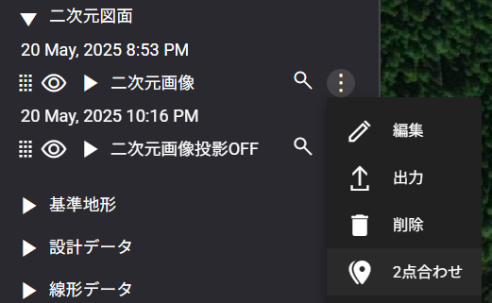 二次元図面
20 May, 2025 8:53 PM
二次元画像
20 May, 2025 10:16 PM
二次元画像投影OFF
基準地形
設計データ
線形データ
編集
出力
削除
2点合わせ